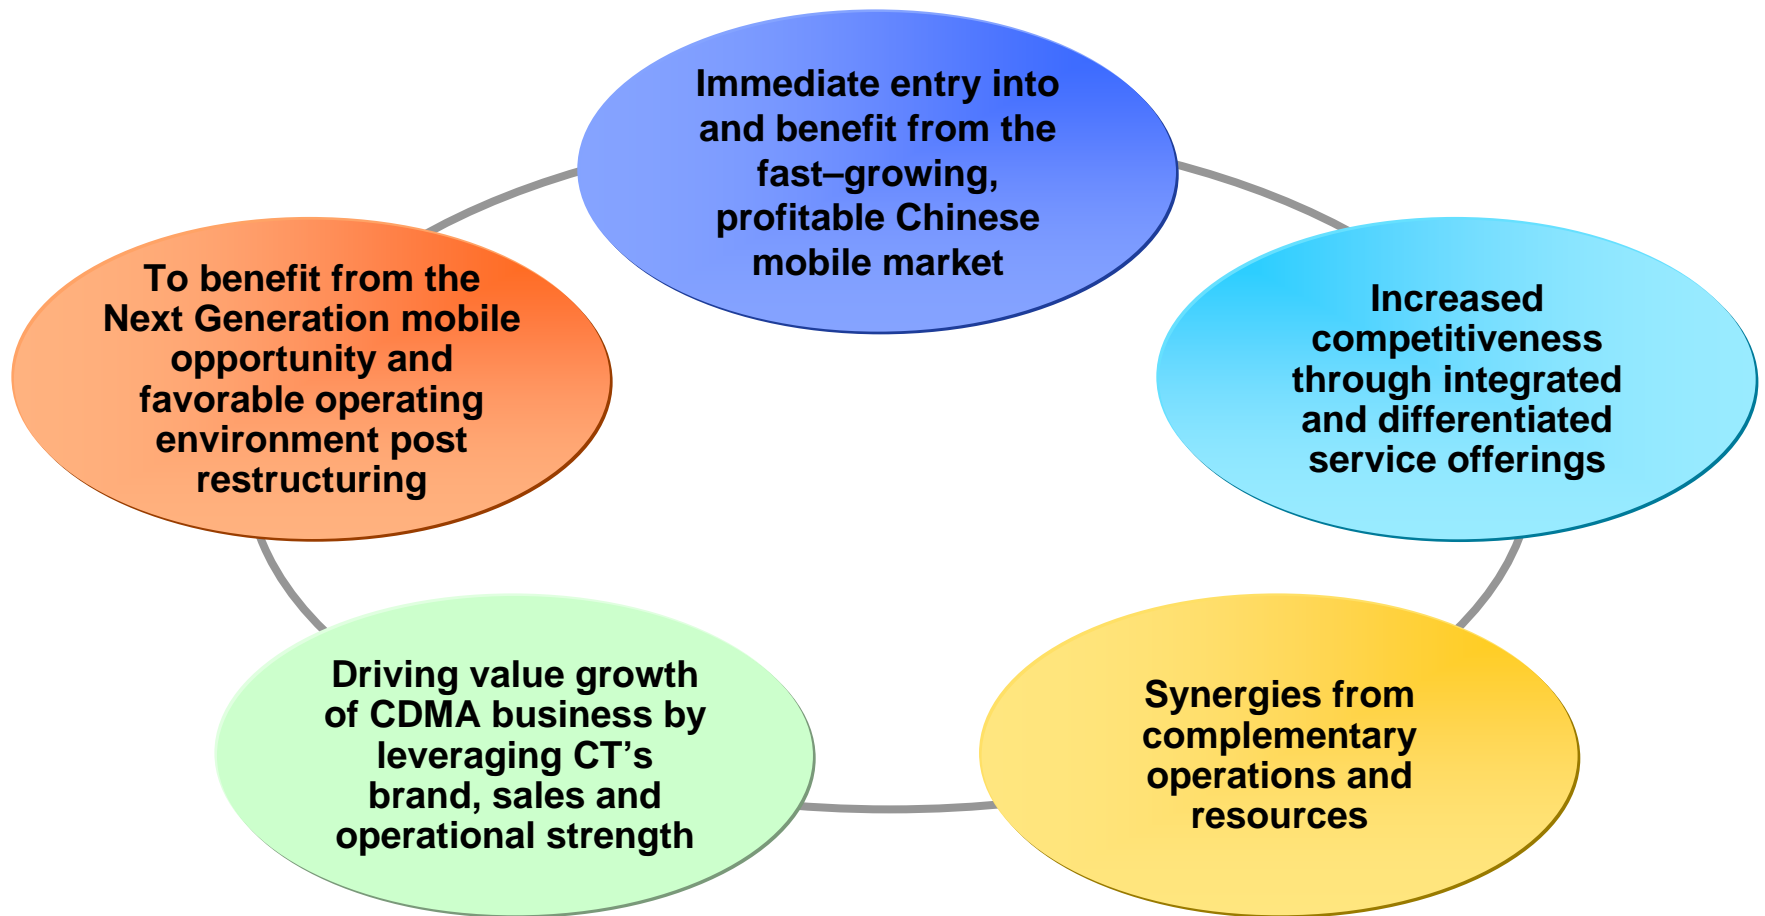 Immediate entry into
and benefit from the
fast–growing,
profitable Chinese
mobile market
To benefit from the
Next Generation mobile
opportunity and
favorable operating
environment post
restructuring
Increased
competitiveness
through integrated
and differentiated
service offerings
Driving value growth
of CDMA business by
leveraging CT’s
brand, sales and
operational strength
Synergies from
complementary
operations and
resources